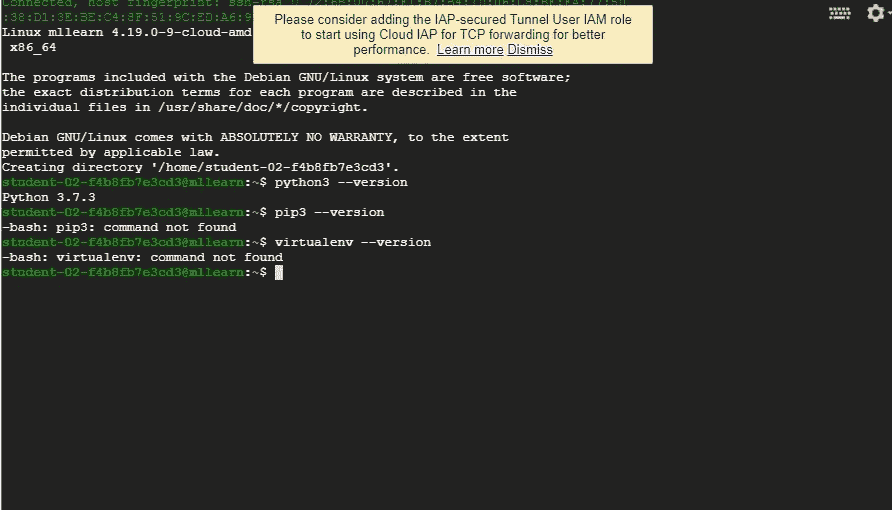 Connected, host fingerprint: ssh-rsa
:38:D1:3E:BE:C4:3F:51:9C:ED:A6:9
Please consider adding the IAP-secured Tunnel User IAM role
to start using Cloud IAP for TCP forwarding for better
performance. Learn more Dismiss
Linux mllearn 4.19.0-9-cloud-amd
x86_64
The programs included with the Debian GNU/Linux system are free software;
the exact distribution terms for each program are described in the
individual files in /usr/share/doc/*/copyright.
Debian GNU/Linux comes with ABSOLUTELY NO WARRANTY, to the extent
permitted by applicable law.
Creating directory '/home/student-02-f4b8fb7e3cd3'.
student-02-f4b8fb7e3cd3@mllearn:~$ python3 --version
Python 3.7.3
student-02-f4b8fb7e3cd3@mllearn:~$ pip3 --version
-bash: pip3: command not found
student-02-f4b8fb7e3cd3@mllearn:~$ virtualenv --version
-bash: virtualenv: command not found
student-02-f4b8fb7e3cd3@mllearn:~$